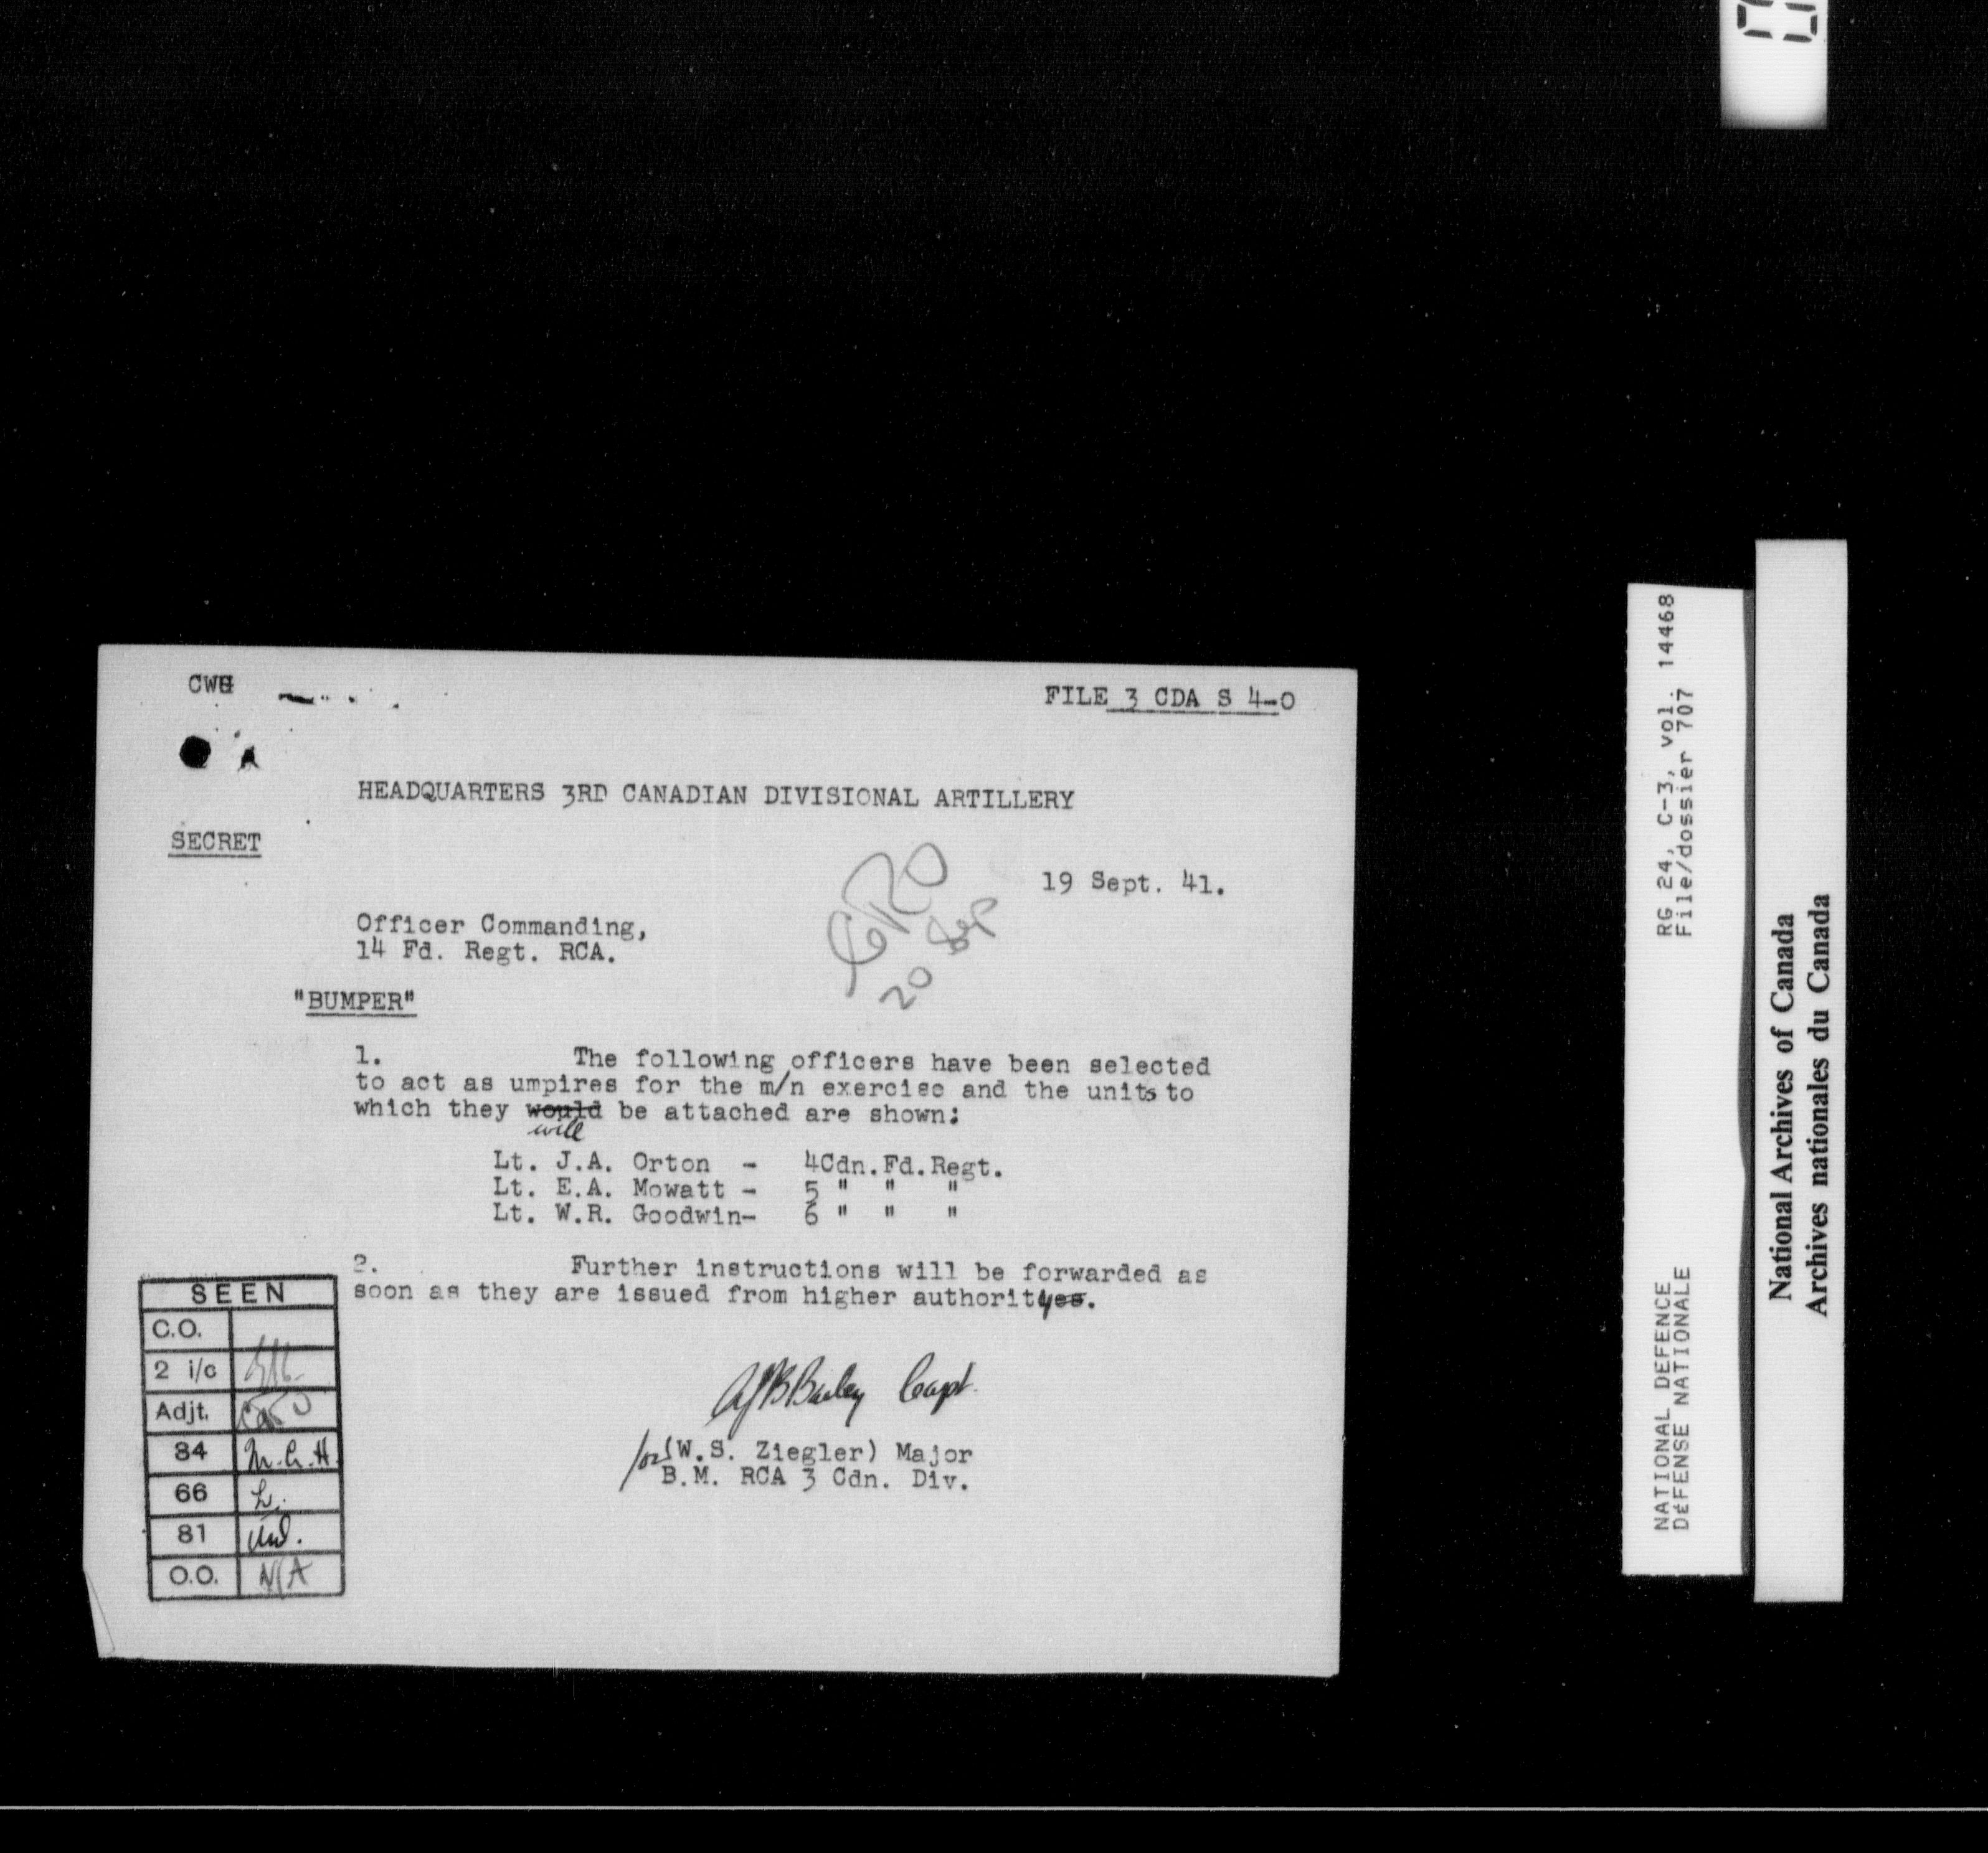 CWH
FILE 3 CDA S 4-0
HEADQUARTERS 3RD CANADIAN DIVISIONAL ARTILLERY
SECRET
19 Sept. 41.
20 Sep
Officer Commanding,
14 Fd. Regt. RCA.
"BUMPER"
1. The following officers have been selected
to act as umpires for the m/n exercise and the units to
which they would be attached are shown:
will
Lt. J.A. Orton - 4Cdn.Fd.Regt.
Lt. E.A. Mowatt - 5 " " "
Lt. W.R. Goodwin- 6 " " "
2. Further instructions will be forwarded as
soon as they are issued from higher authorityes.
Capt.
for (W.S. Ziegler) Major
B.M. RCA 3 Cdn. Div.
SEEN
C.O.
2 i/c
Adjt.
84 M.G.H.
66
81
O.O. N/A
RG 24, C-3, vol. 14468
File/dossier 707
NATIONAL DEFENCE
DéFENSE NATIONALE
National Archives of Canada
Archives nationales du Canada